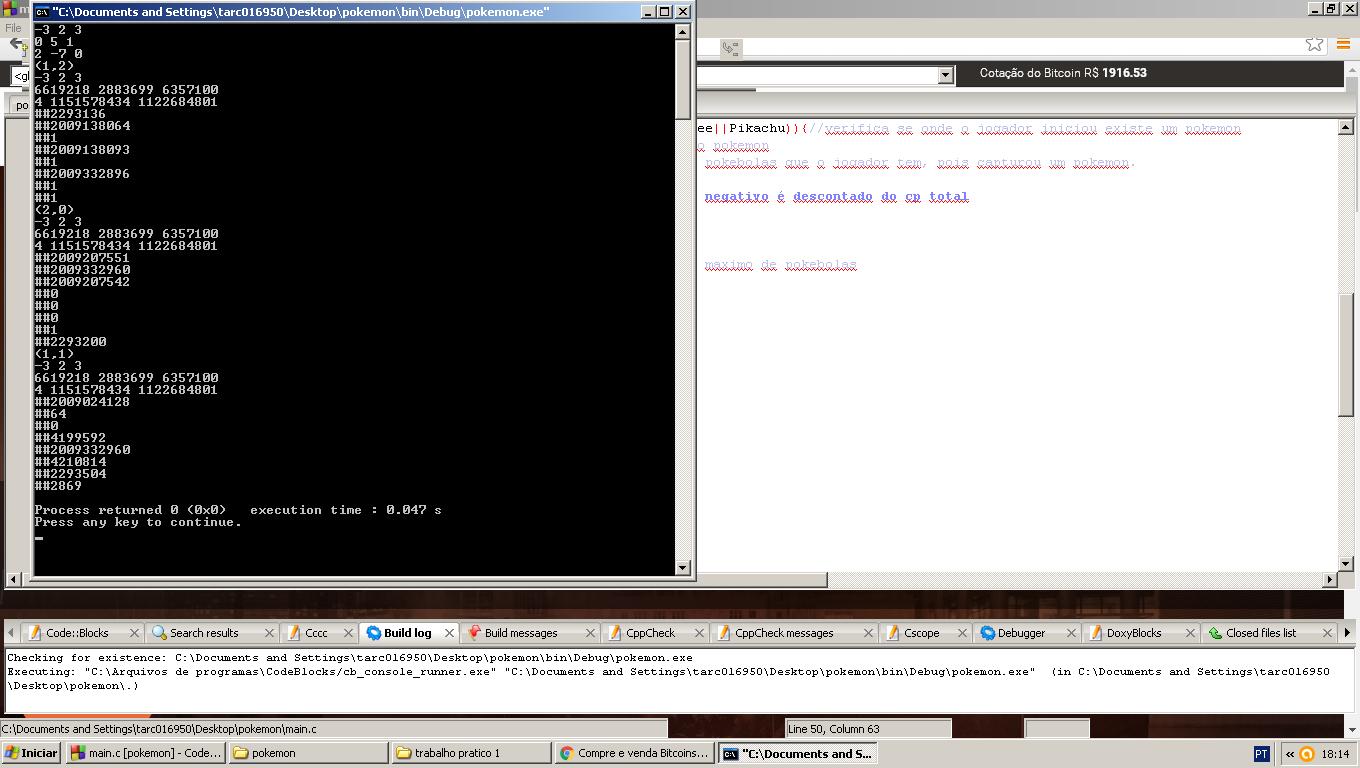 "C:\Documents and Settings\tarc016950\Desktop\pokemon\bin\Debug\pokemon.exe"
-3 2 3
0 5 1
2 -7 0
(1,2)
-3 2 3
6619218 2883699 6357100
4 1151578434 1122684801
##2293136
##2009138064
##1
##2009138093
##1
##2009332896
##1
##1
(2,0)
-3 2 3
6619218 2883699 6357100
4 1151578434 1122684801
##2009207551
##2009332960
##2009207542
##0
##0
##0
##1
##2293200
(1,1)
-3 2 3
6619218 2883699 6357100
4 1151578434 1122684801
##2009024128
##64
##0
##4199592
##2009332960
##4210814
##2293504
##2869
Process returned 0 (0x0)   execution time : 0.047 s
Press any key to continue.
File
<gl
po
Cotação do Bitcoin R$ 1916.53
ee||Pikachu)){//verifica se onde o jogador iniciou existe um pokemon
o pokemon
pokebolas que o jogador tem, pois capturou um pokemon.
negativo é descontado do cp total
maximo de pokebolas
Code::Blocks
Search results
Cccc
Build log
Build messages
CppCheck
CppCheck messages
Cscope
Debugger
DoxyBlocks
Closed files list
Checking for existence: C:\Documents and Settings\tarc016950\Desktop\pokemon\bin\Debug\pokemon.exe
Executing: "C:\Arquivos de programas\CodeBlocks/cb_console_runner.exe" "C:\Documents and Settings\tarc016950\Desktop\pokemon\bin\Debug\pokemon.exe"  (in C:\Documents and Settings\tarc016950
\Desktop\pokemon\.)
C:\Documents and Settings\tarc016950\Desktop\pokemon\main.c
Line 50, Column 63
Iniciar
main.c [pokemon] - Code...
pokemon
trabalho pratico 1
Compre e venda Bitcoins...
"C:\Documents and S...
PT
18:14